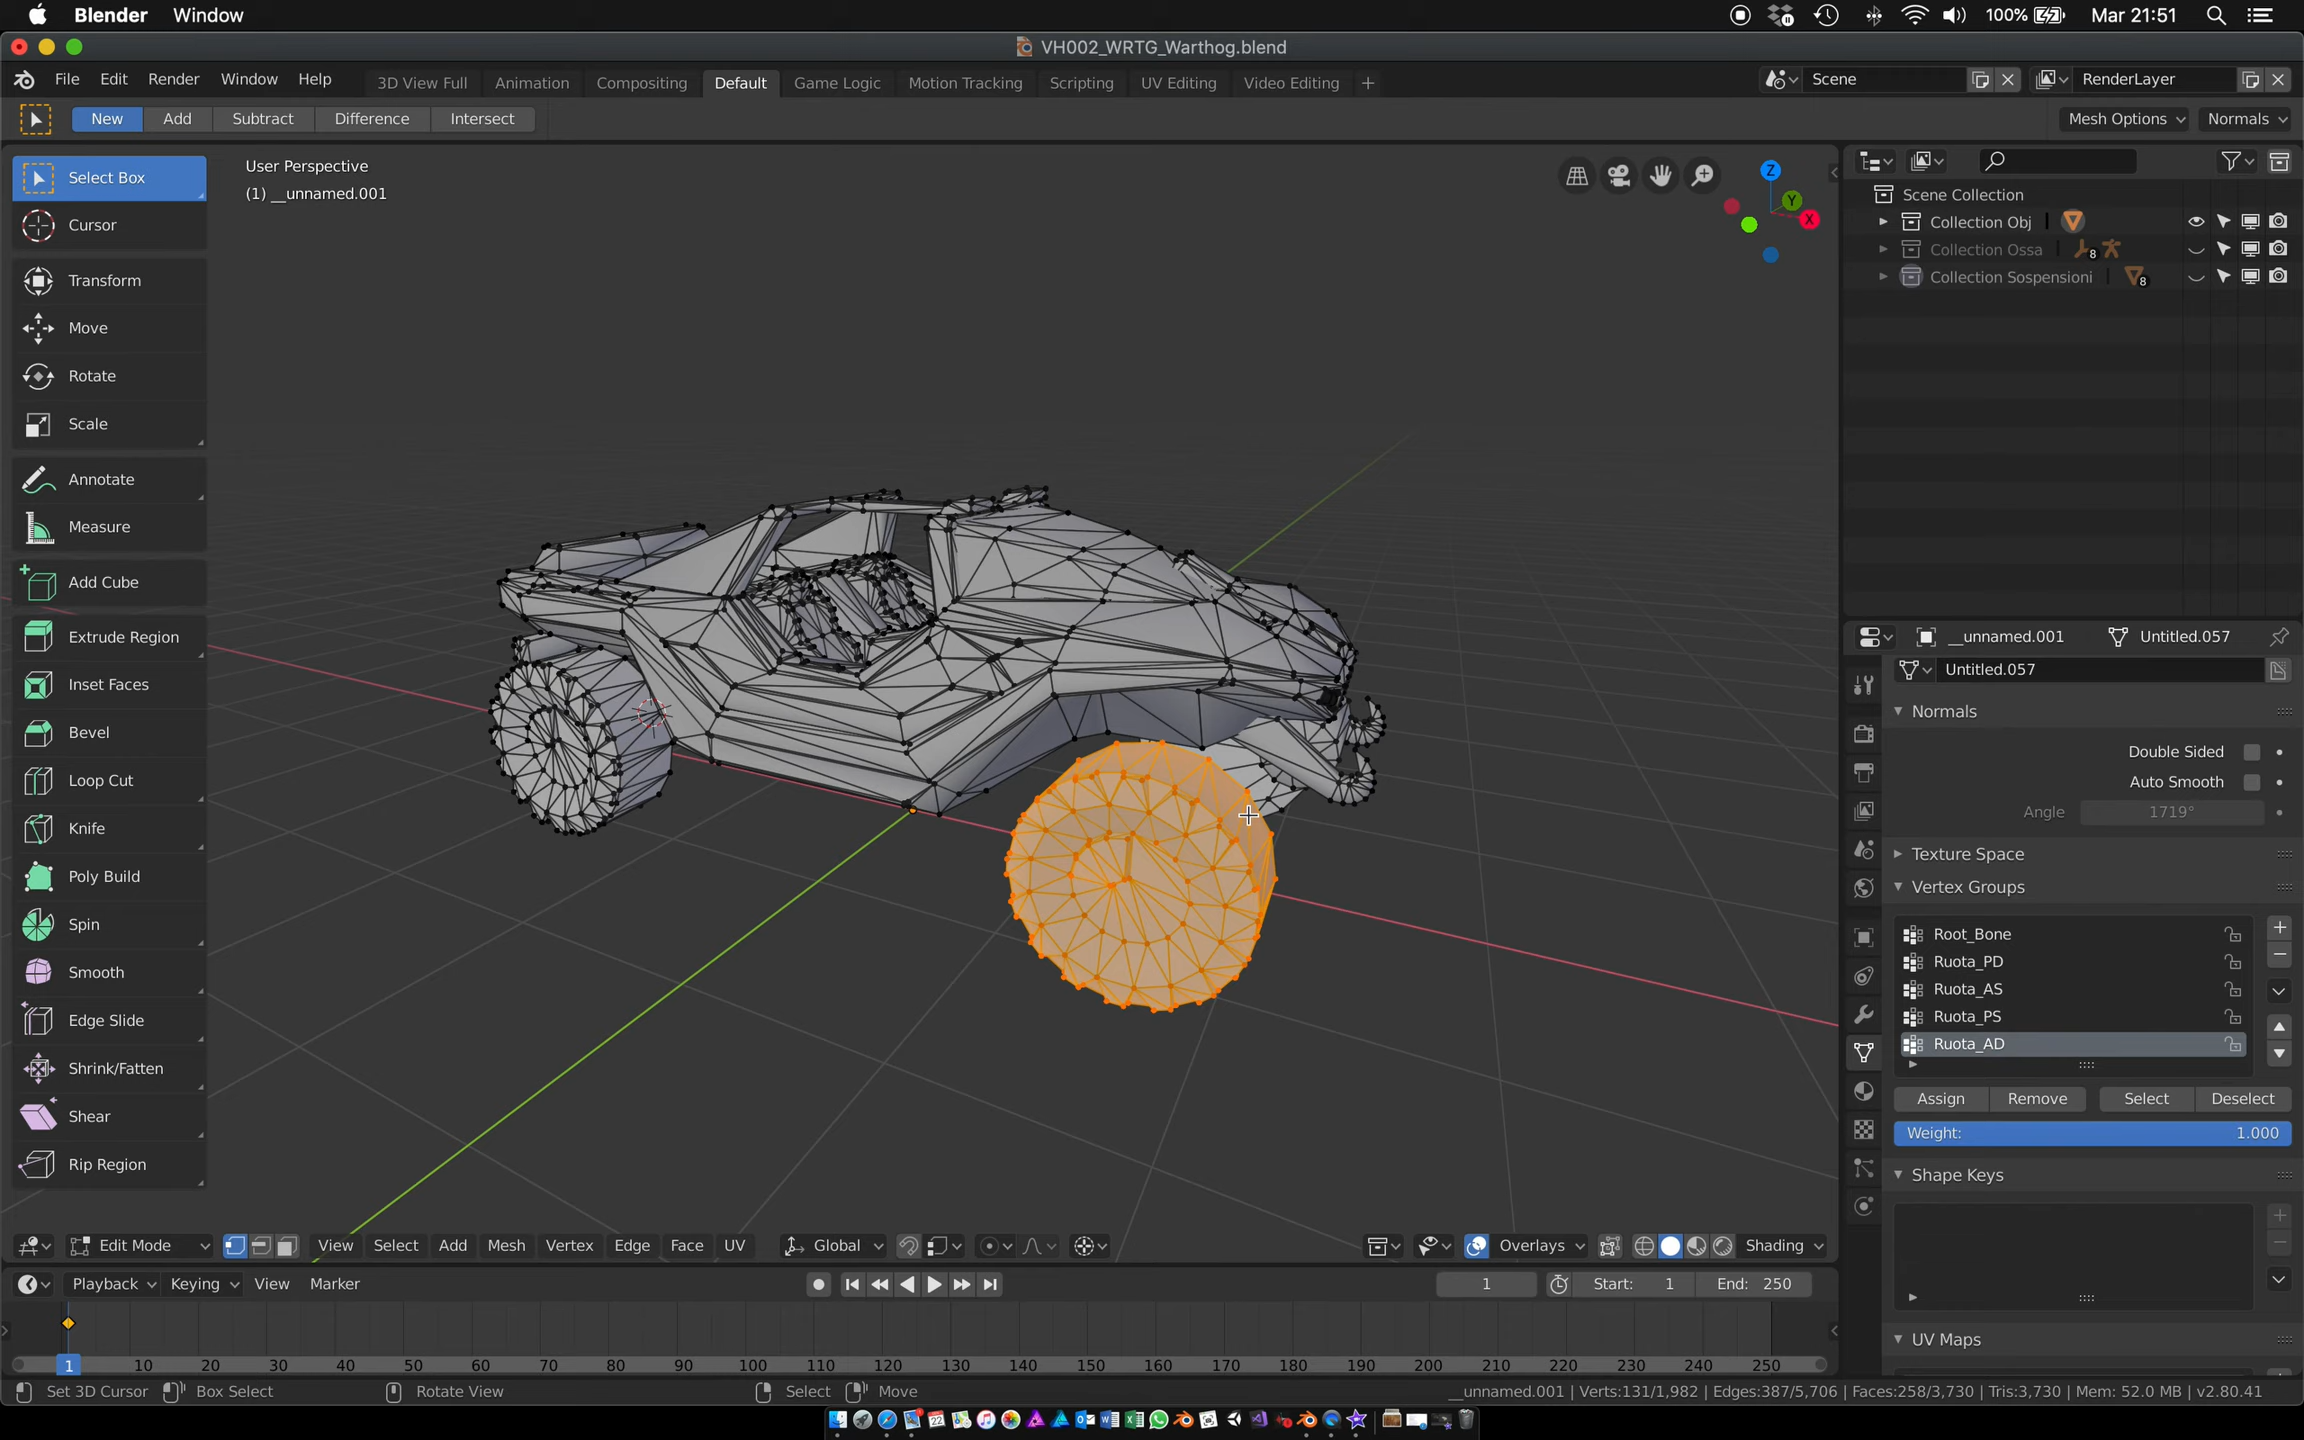 Blender Window 100% Mar 21:51
VH002_WRTG_Warthog.blend
File Edit Render Window Help 3D View Full Animation Compositing Default Game Logic Motion Tracking Scripting UV Editing Video Editing + Scene RenderLayer
New Add Subtract Difference Intersect Mesh Options Normals
Select Box
Cursor
Transform
Move
Rotate
Scale
Annotate
Measure
Add Cube
Extrude Region
Inset Faces
Bevel
Loop Cut
Knife
Poly Build
Spin
Smooth
Edge Slide
Shrink/Fatten
Shear
Rip Region
User Perspective
(1) __unnamed.001
Z
Y
X
Scene Collection
Collection Obj
Collection Ossa 8
Collection Sospensioni 8
__unnamed.001 Untitled.057
Untitled.057
Normals
Double Sided
Auto Smooth
Angle 1719°
Texture Space
Vertex Groups
Root_Bone
Ruota_PD
Ruota_AS
Ruota_PS
Ruota_AD
Assign Remove Select Deselect
Weight: 1.000
Shape Keys
UV Maps
Edit Mode View Select Add Mesh Vertex Edge Face UV Global Overlays Shading
Playback Keying View Marker 1 Start: 1 End: 250
1 10 20 30 40 50 60 70 80 90 100 110 120 130 140 150 160 170 180 190 200 210 220 230 240 250
Set 3D Cursor Box Select Rotate View Select Move __unnamed.001 | Verts:131/1,982 | Edges:387/5,706 | Faces:258/3,730 | Tris:3,730 | Mem: 52.0 MB | v2.80.41
22